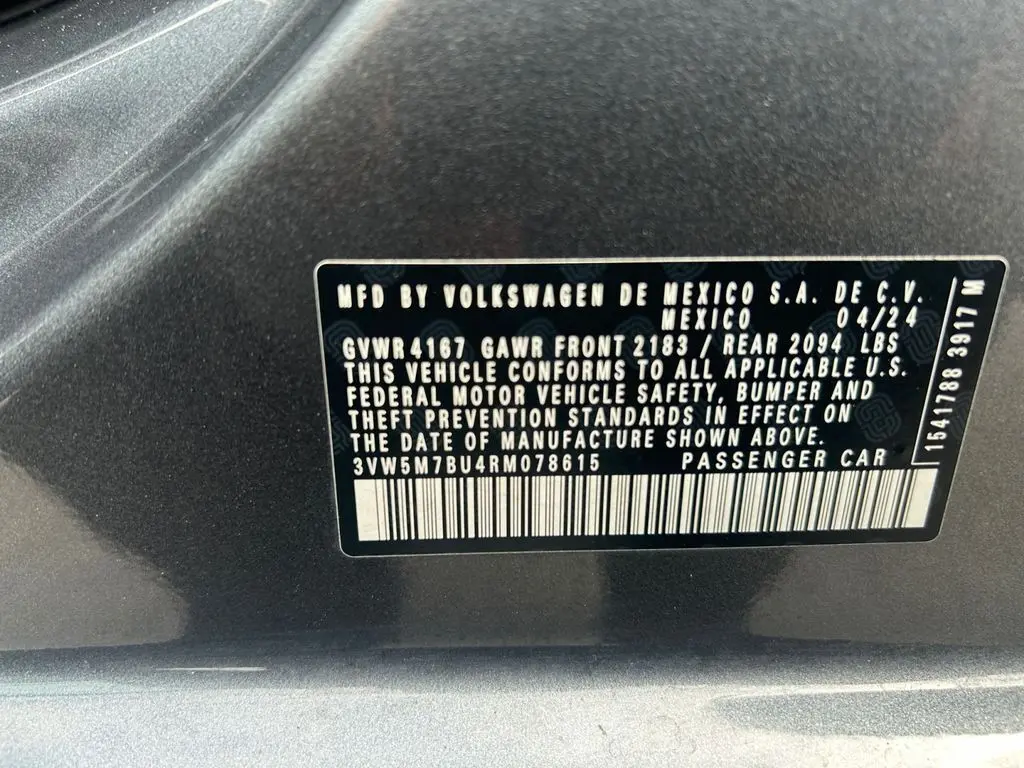 MFD BY VOLKSWAGEN DE MEXICO S.A. DE C.V.
MEXICO 04/24
GVWR 4167 GAWR FRONT 2183 / REAR 2094 LBS
THIS VEHICLE CONFORMS TO ALL APPLICABLE U.S.
FEDERAL MOTOR VEHICLE SAFETY, BUMPER AND
THEFT PREVENTION STANDARDS IN EFFECT ON
THE DATE OF MANUFACTURE SHOWN ABOVE.
3VW5M7BU4RM078615 PASSENGER CAR
1541788 3917 M